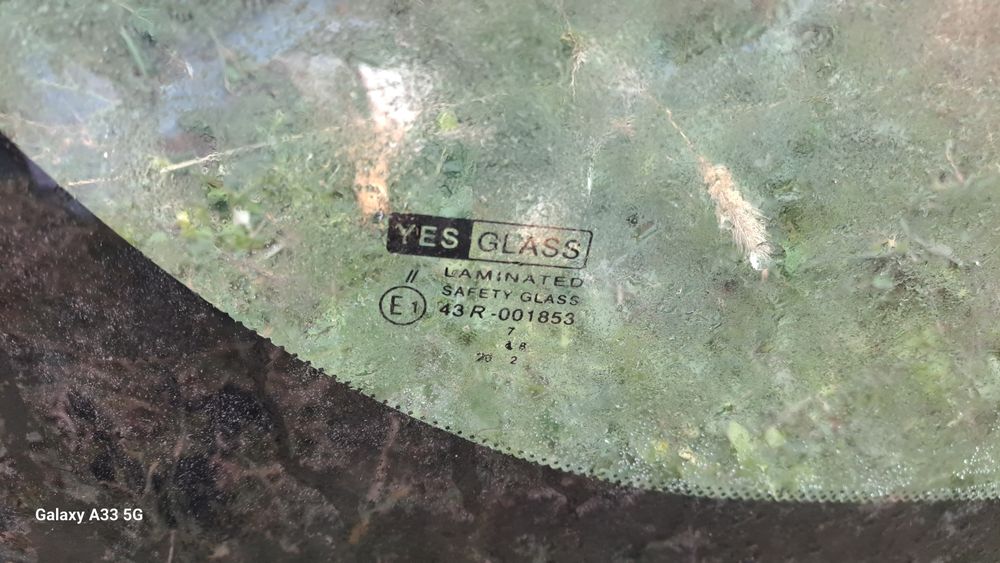 YES GLASS
//
LAMINATED
SAFETY GLASS
E1 43R-001853
7
8
2
Galaxy A33 5G